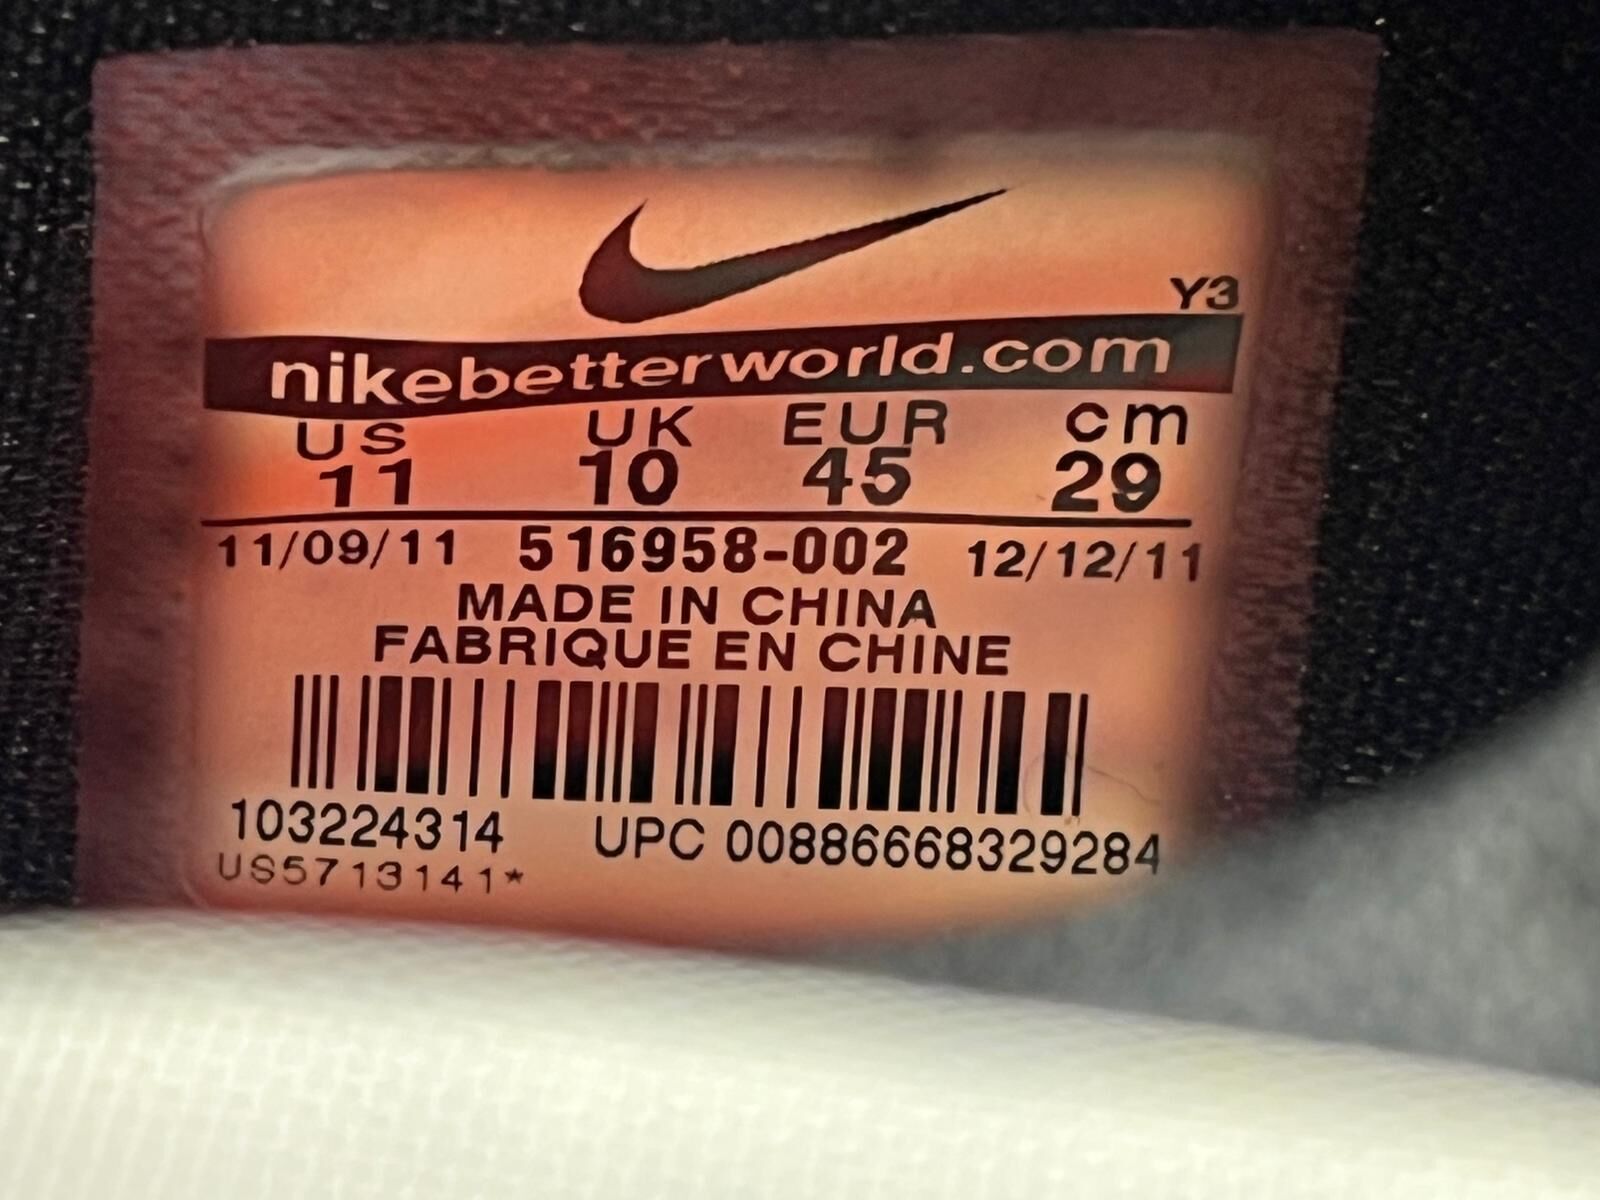 Y3
nikebetterworld.com
US UK EUR cm
11 10 45 29
11/09/11 516958-002 12/12/11
MADE IN CHINA
FABRIQUE EN CHINE
103224314 UPC 00886668329284
US5713141*